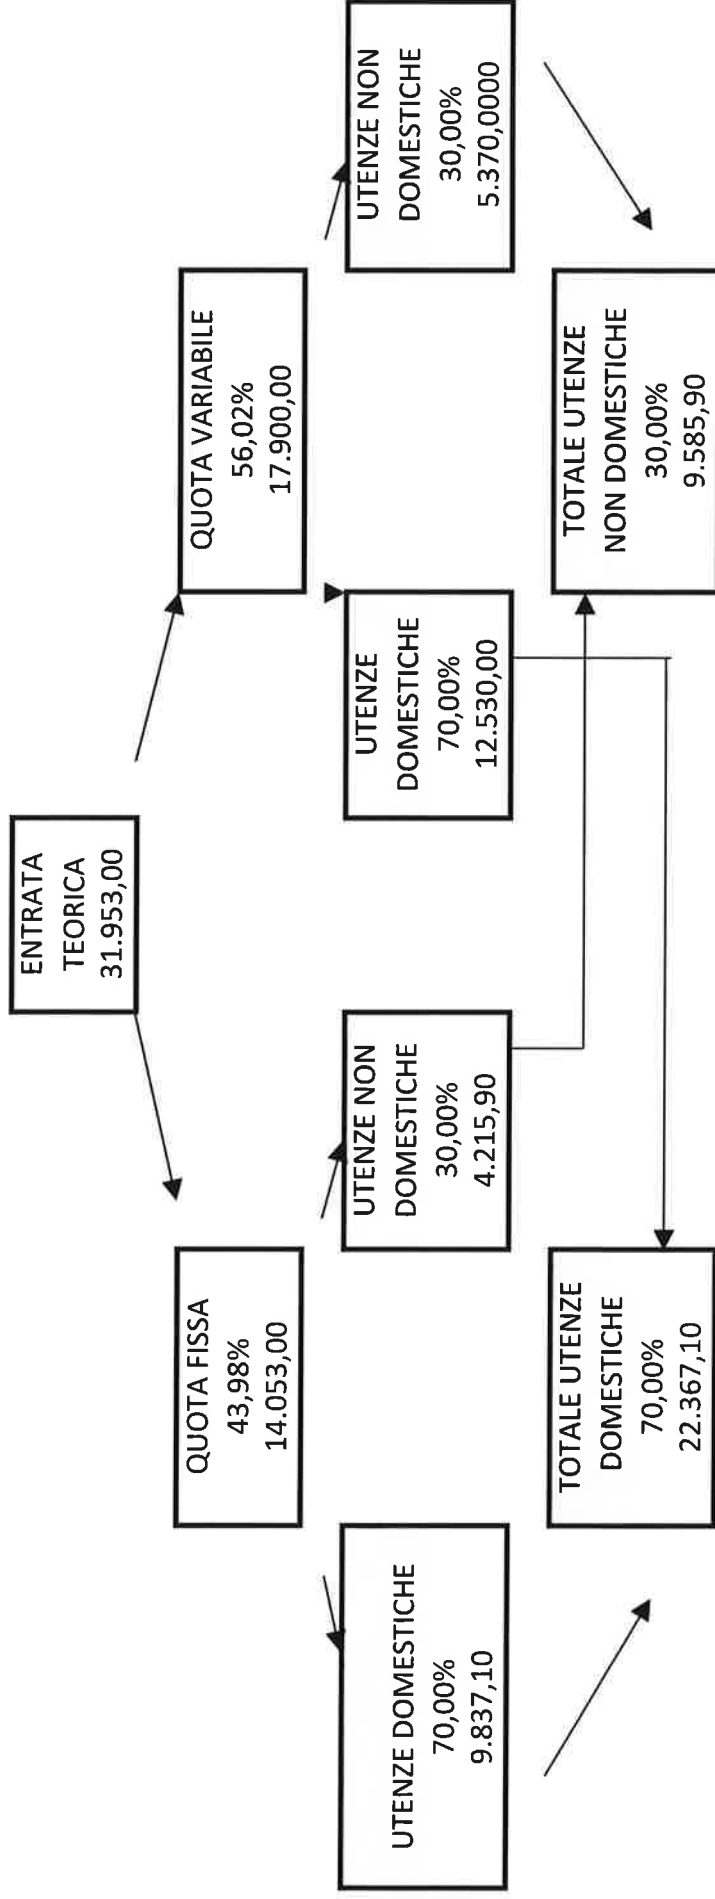 ENTRATA
TEORICA
31.953,00
QUOTA FISSA
43,98%
14.053,00
QUOTA VARIABILE
56,02%
17.900,00
UTENZE DOMESTICHE
70,00%
9.837,10
UTENZE NON
DOMESTICHE
30,00%
4.215,90
UTENZE
DOMESTICHE
70,00%
12.530,00
UTENZE NON
DOMESTICHE
30,00%
5.370,0000
TOTALE UTENZE
DOMESTICHE
70,00%
22.367,10
TOTALE UTENZE
NON DOMESTICHE
30,00%
9.585,90